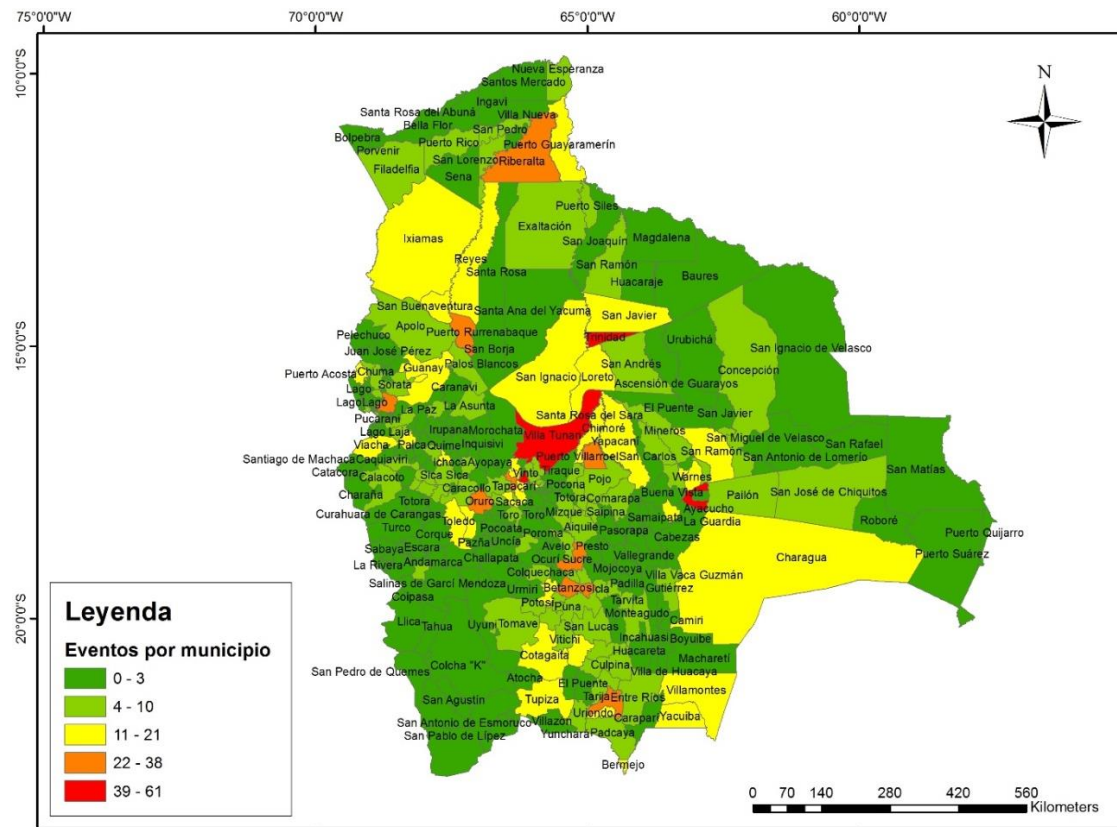 75°0'0"W 70°0'0"W 65°0'0"W 60°0'0"W
10°0'0"S
15°0'0"S
20°0'0"S
N
Nueva Esperanza
Santos Mercado
Ingavi
Santa Rosa del Abuná
Villa Nueva
Bella Flor
San Pedro
Bolpebra
Puerto Rico
Puerto Guayaramerín
Porvenir
San Lorenzo
Riberalta
Filadelfia
Sena
Puerto Siles
Exaltación
Ixiamas
San Joaquín
Magdalena
Reyes
San Ramón
Santa Rosa
Baures
Huacaraje
San Buenaventura
Santa Ana del Yacuma
San Javier
Apolo
Puerto Rurrenabaque
Trinidad
Pelechuco
San Borja
Urubichá
San Ignacio de Velasco
Juan José Pérez
Palos Blancos
San Andrés
Puerto Acosta
Chuma
Guanay
Concepción
San Ignacio
Loreto
Ascensión de Guarayos
Sorata
Caranavi
Lago
Lago
Lago
La Paz
La Asunta
El Puente
San Javier
Pucarani
Santa Rosa del Sara
Irupana
Morochata
Villa Tunari
Chimoré
Mineros
Lago
Laja
San Miguel de Velasco
San Rafael
Viacha
Palca
Quime
Inquisivi
Yapacaní
San Ramón
San Antonio de Lomerío
Santiago de Machaca
Caquiaviri
Ichoca
Ayopaya
Puerto Villarroel
San Carlos
San Matías
Catacora
Calacoto
Sica Sica
Vinto
Tiraque
Pojo
Warnes
Charaña
Caracollo
Tapacarí
Pocona
Buena Vista
Pailón
San José de Chiquitos
Totora
Oruro
Sacaca
Totora
Comarapa
Ayacucho
Curahuara de Carangas
Toledo
Toro Toro
Mizque
Saipina
Samaipata
La Guardia
Roboré
Turco
Corque
Pocoata
Aiquile
Pasorapa
Cabezas
Puerto Quijarro
Sabaya
Escara
Pazña
Uncía
Poroma
Avelo
Presto
Vallegrande
Charagua
Puerto Suárez
La Rivera
Andamarca
Challapata
Ocurí
Sucre
Mojocoya
Villa Vaca Guzmán
Salinas de Garcí Mendoza
Colquechaca
Padilla
Gutiérrez
Coipasa
Urmiri
Betanzos
Icla
Tarvita
Potosí
Puna
Monteagudo
Camiri
Llica
Tahua
Uyuni
Tomave
San Lucas
Incahuasi
Boyuibe
Vitichi
Huacareta
Machareti
San Pedro de Quemes
Colcha "K"
Cotagaita
Culpina
Villa de Huacaya
Atocha
El Puente
San Agustín
Tupiza
Tarija
Entre Ríos
Villamontes
San Antonio de Esmoruco
Villazón
Uriondo
Caraparí
Yacuiba
San Pablo de Lípez
Yunchará
Padcaya
Bermejo
Leyenda
Eventos por municipio
0 - 3
4 - 10
11 - 21
22 - 38
39 - 61
0 70 140 280 420 560
Kilometers